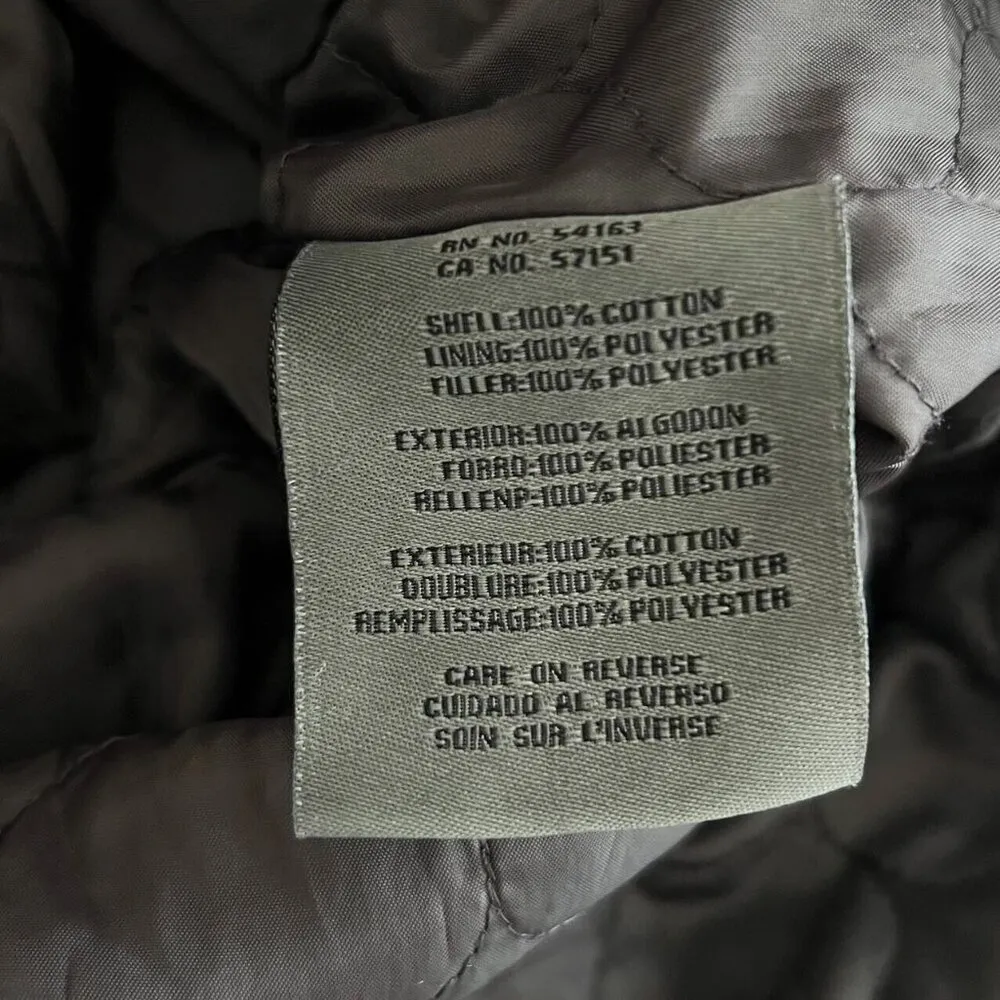 RN NO. 54163
CA NO. 57151
SHELL:100% COTTON
LINING:100% POLYESTER
FILLER:100% POLYESTER
EXTERIOR:100% ALGODON
FORRO:100% POLIESTER
RELLENP:100% POLIESTER
EXTERIEUR:100% COTTON
DOUBLURE:100% POLYESTER
REMPLISSAGE:100% POLYESTER
CARE ON REVERSE
CUIDADO AL REVERSO
SOIN SUR L'INVERSE